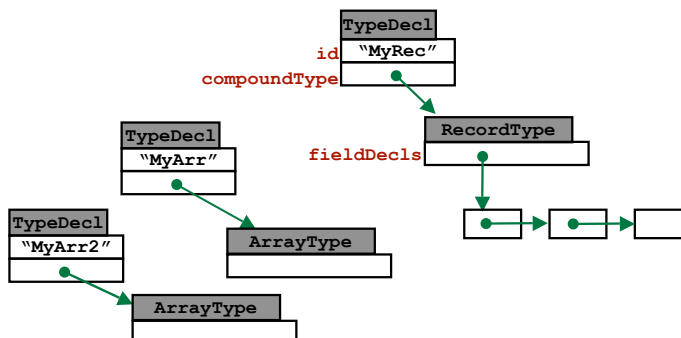 TypeDecl
id “MyRec”
compoundType
RecordType
fieldDecls
TypeDecl
“MyArr”
ArrayType
TypeDecl
“MyArr2”
ArrayType